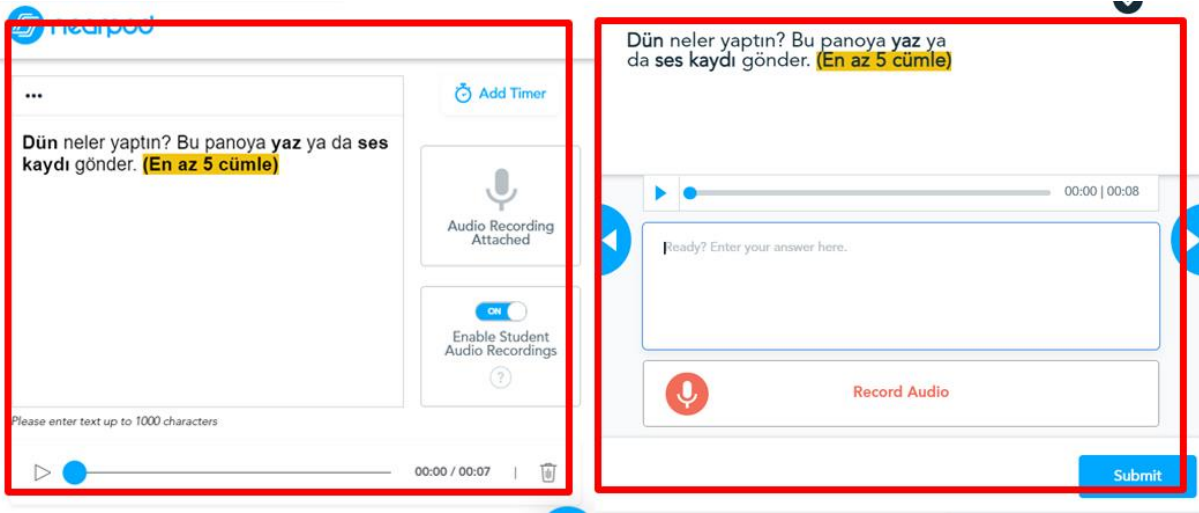 nearpod
...
Add Timer
Dün neler yaptın? Bu panoya yaz ya da ses
kaydı gönder. (En az 5 cümle)
Audio Recording
Attached
ON
Enable Student
Audio Recordings
?
Please enter text up to 1000 characters
00:00 / 00:07 |
Dün neler yaptın? Bu panoya yaz ya
da ses kaydı gönder. (En az 5 cümle)
00:00 | 00:08
Ready? Enter your answer here.
Record Audio
Submit